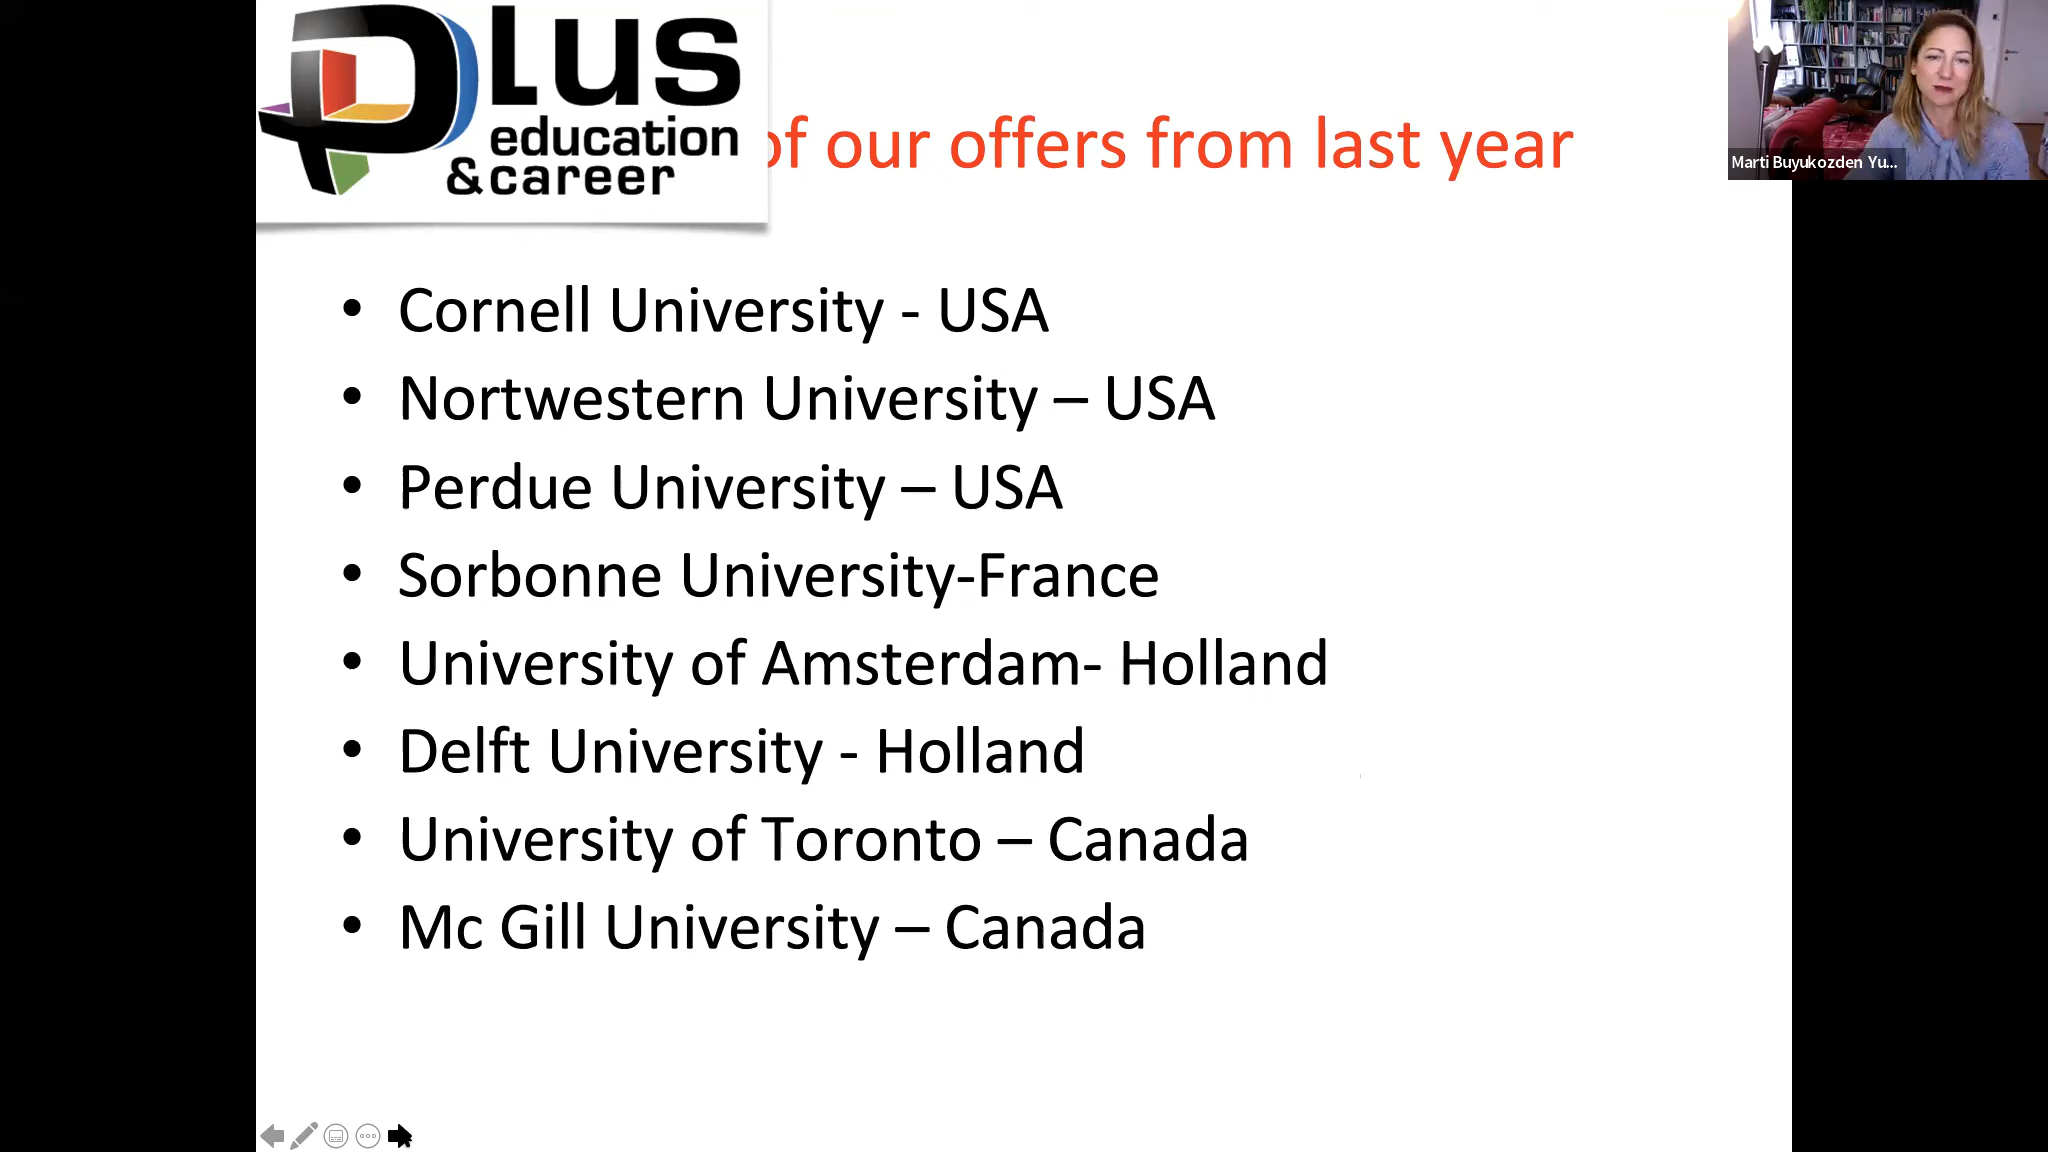 Plus
education
& career
of our offers from last year
Marti Buyukozden Yu...
• Cornell University - USA
• Nortwestern University – USA
• Perdue University – USA
• Sorbonne University-France
• University of Amsterdam- Holland
• Delft University - Holland
• University of Toronto – Canada
• Mc Gill University – Canada